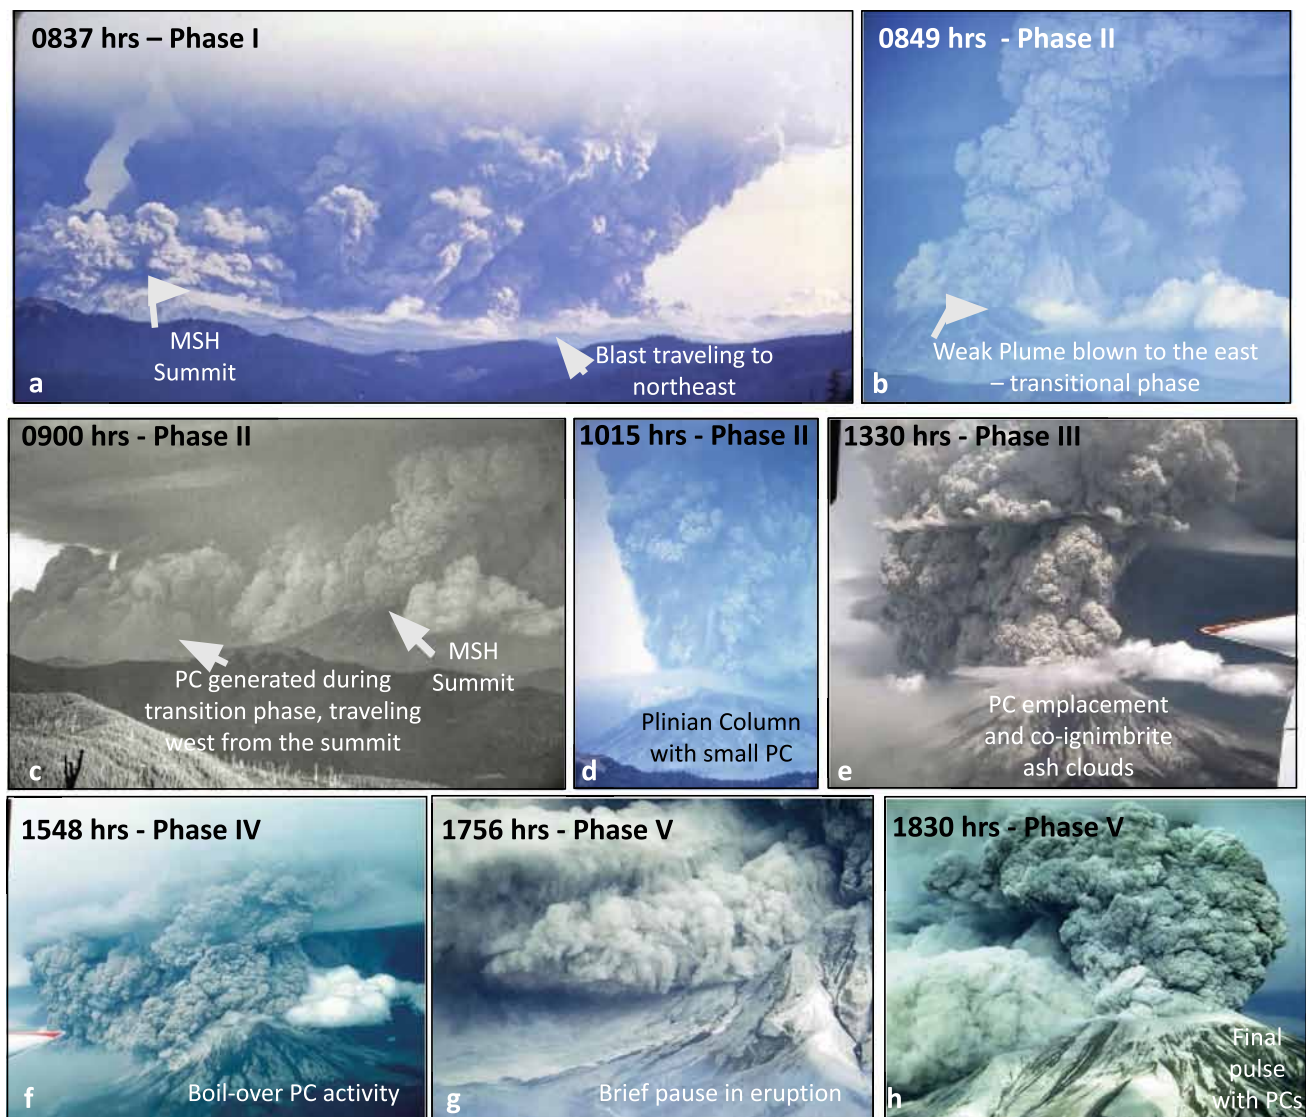 0837 hrs – Phase I
MSH
Summit
Blast traveling to
northeast
a
0849 hrs - Phase II
Weak Plume blown to the east
– transitional phase
b
0900 hrs - Phase II
MSH
Summit
PC generated during
transition phase, traveling
west from the summit
c
1015 hrs - Phase II
Plinian Column
with small PC
d
1330 hrs - Phase III
PC emplacement
and co-ignimbrite
ash clouds
e
1548 hrs - Phase IV
Boil-over PC activity
f
1756 hrs - Phase V
Brief pause in eruption
g
1830 hrs - Phase V
Final
pulse
with PCs
h